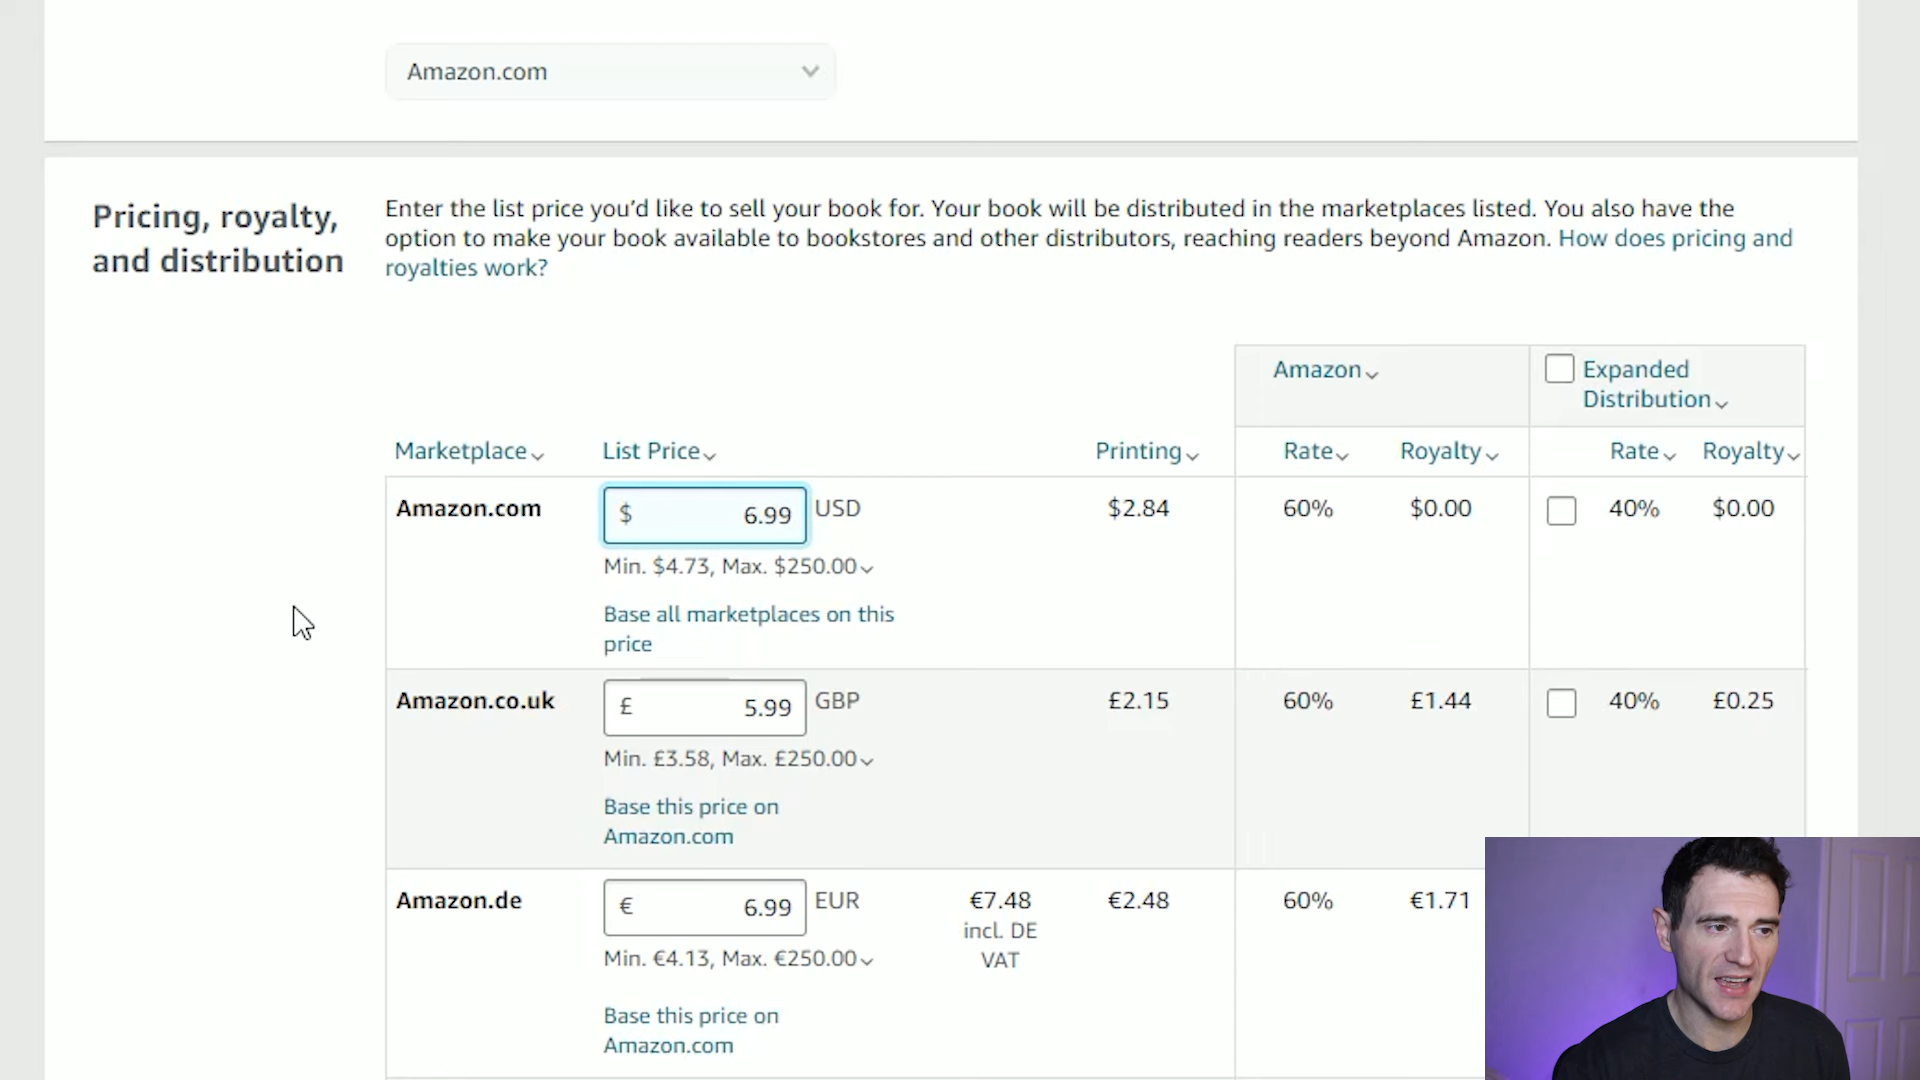 Amazon.com
Pricing, royalty,
and distribution
Enter the list price you’d like to sell your book for. Your book will be distributed in the marketplaces listed. You also have the
option to make your book available to bookstores and other distributors, reaching readers beyond Amazon. How does pricing and
royalties work?
Amazon
Expanded
Distribution
Marketplace List Price Printing Rate Royalty Rate Royalty
Amazon.com $ 6.99 USD $2.84 60% $0.00 40% $0.00
Min. $4.73, Max. $250.00
Base all marketplaces on this
price
Amazon.co.uk £ 5.99 GBP £2.15 60% £1.44 40% £0.25
Min. £3.58, Max. £250.00
Base this price on
Amazon.com
Amazon.de € 6.99 EUR €7.48 €2.48 60% €1.71
incl. DE
VAT
Min. €4.13, Max. €250.00
Base this price on
Amazon.com